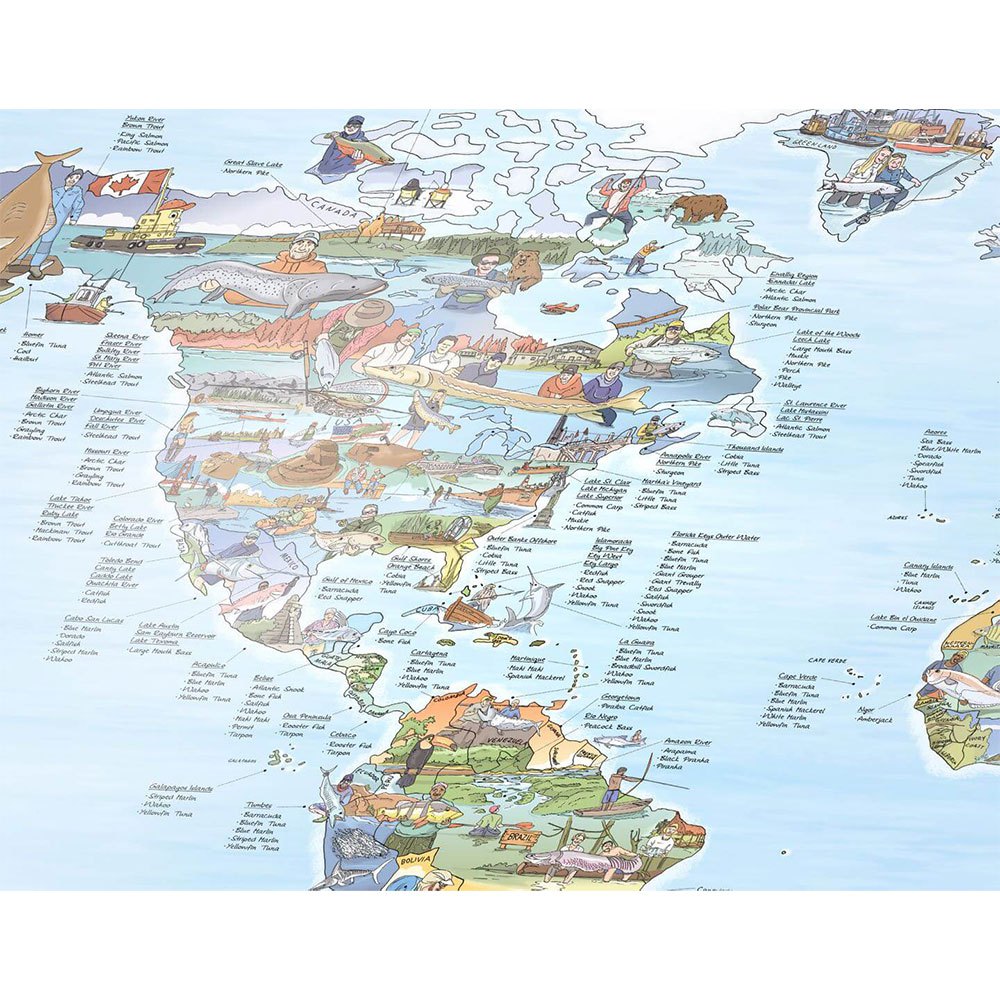 Yukon River
Brown Trout
· King Salmon
· Pacific Salmon
· Rainbow Trout
Great Slave Lake
· Northern Pike
CANADA
GREENLAND
Homer
· Bluefin Tuna
· Cod
· Halibut
Skeena River
Fraser River
Bulkley River
St Mary River
Pitt River
· Atlantic Salmon
· Steelhead Trout
Bighorn River
Madison River
Gallatin River
· Arctic Char
· Brown Trout
· Grayling
· Rainbow Trout
Umpqua River
Deschutes River
Fall River
· Steelhead Trout
Missouri River
· Arctic Char
· Brown Trout
· Grayling
· Rainbow Trout
Lake Tahoe
Truckee River
Ruby Lake
· Brown Trout
· Mackinaw Trout
· Rainbow Trout
Colorado River
Betty Lake
Rio Grande
· Cutthroat Trout
Toledo Bend
Canty Lake
Caddo Lake
Ouachita River
· Catfish
· Redfish
Cabo San Lucas
· Blue Marlin
· Dorado
· Sailfish
· Striped Marlin
· Wahoo
Lake Austin
Sam Rayburn Reservoir
Lake Texoma
· Large Mouth Bass
Acapulco
· Bluefin Tuna
· Blue Marlin
· Wahoo
· Yellowfin Tuna
Belize
· Atlantic Snook
· Bone Fish
· Sailfish
· Wahoo
· Mahi Mahi
· Permit
· Tarpon
Osa Peninsula
· Rooster Fish
· Tarpon
Cebaco
· Rooster Fish
· Tarpon
GALAPAGOS
Galapagos Islands
· Striped Marlin
· Wahoo
· Yellowfin Tuna
Tumbes
· Barracuda
· Bluefin Tuna
· Blue Marlin
· Striped Marlin
· Yellowfin Tuna
Ennadai Lake
· Arctic Char
· Atlantic Salmon
Polar Bear Provincial Park
· Northern Pike
· Sturgeon
Lake of the Woods
Leech Lake
· Large Mouth Bass
· Muskie
· Northern Pike
· Perch
· Pike
· Walleye
St Lawrence River
Lake Mistassini
Lac St. Pierre
· Atlantic Salmon
· Steelhead Trout
Thousand Islands
· Cobia
· Little Tuna
· Striped Bass
Annapolis River
· Northern Pike
· Sturgeon
Martha's Vineyard
· Bluefin Tuna
· Little Tuna
· Striped Bass
Lake St Clair
Lake Michigan
Lake Superior
· Common Carp
· Catfish
· Muskie
· Northern Pike
Outer Banks Offshore
· Bluefin Tuna
· Cobia
· Little Tuna
· Striped Bass
Islamorada
Big Pine Key
Key West
Key Largo
· Redfish
· Red Snapper
· Snook
· Wahoo
· Yellowfin Tuna
Florida Keys Outer Water
· Barracuda
· Bone Fish
· Bluefin Tuna
· Blue Marlin
· Giant Grouper
· Giant Trevally
· Red Snapper
· Sailfish
· Swordfish
· Snook
· Wahoo
· Yellowfin Tuna
Gulf Shores
Orange Beach
· Cobia
· Yellowfin Tuna
Gulf of Mexico
· Barracuda
· Red Snapper
MEXICO
CUBA
Cayo Coco
· Bone Fish
Cartagena
· Bluefin Tuna
· Blue Marlin
· Wahoo
· Yellowfin Tuna
Martinique
· Mahi Mahi
· Spanish Mackerel
La Guaira
· Bluefin Tuna
· Blue Marlin
· Broadbill Swordfish
· Wahoo
· Yellowfin Tuna
Georgetown
· Piraiba Catfish
Rio Negro
· Peacock Bass
Amazon River
· Arapaima
· Black Piranha
· Piranha
COLOMBIA
VENEZUELA
ECUADOR
BRAZIL
BOLIVIA
Azores
· Sea Bass
· Blue/White Marlin
· Dorado
· Spearfish
· Swordfish
· Tuna
· Wahoo
AZORES
Canary Islands
· Blue Marlin
· Tuna
· Wahoo
CANARY
ISLANDS
Lake Bin el Ouidane
· Common Carp
CAPE VERDE
Cape Verde
· Barracuda
· Bluefin Tuna
· Blue Marlin
· Spanish Mackerel
· White Marlin
· Yellowfin Tuna
Ngor
· Amberjack
IVORY
COAST